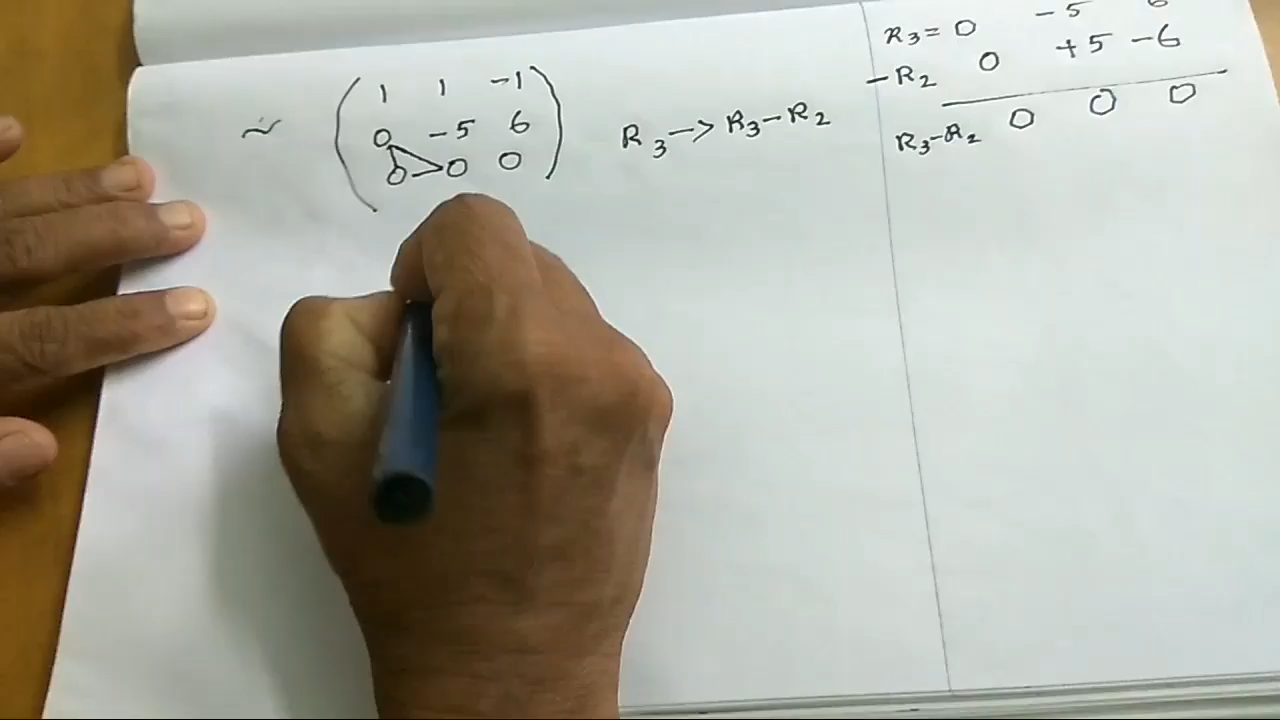 ~ ( 1 1 -1
0 -5 6
0 0 0 ) R3 -> R3-R2
R3 = 0 -5 6
-R2 0 +5 -6
R3-R2 0 0 0